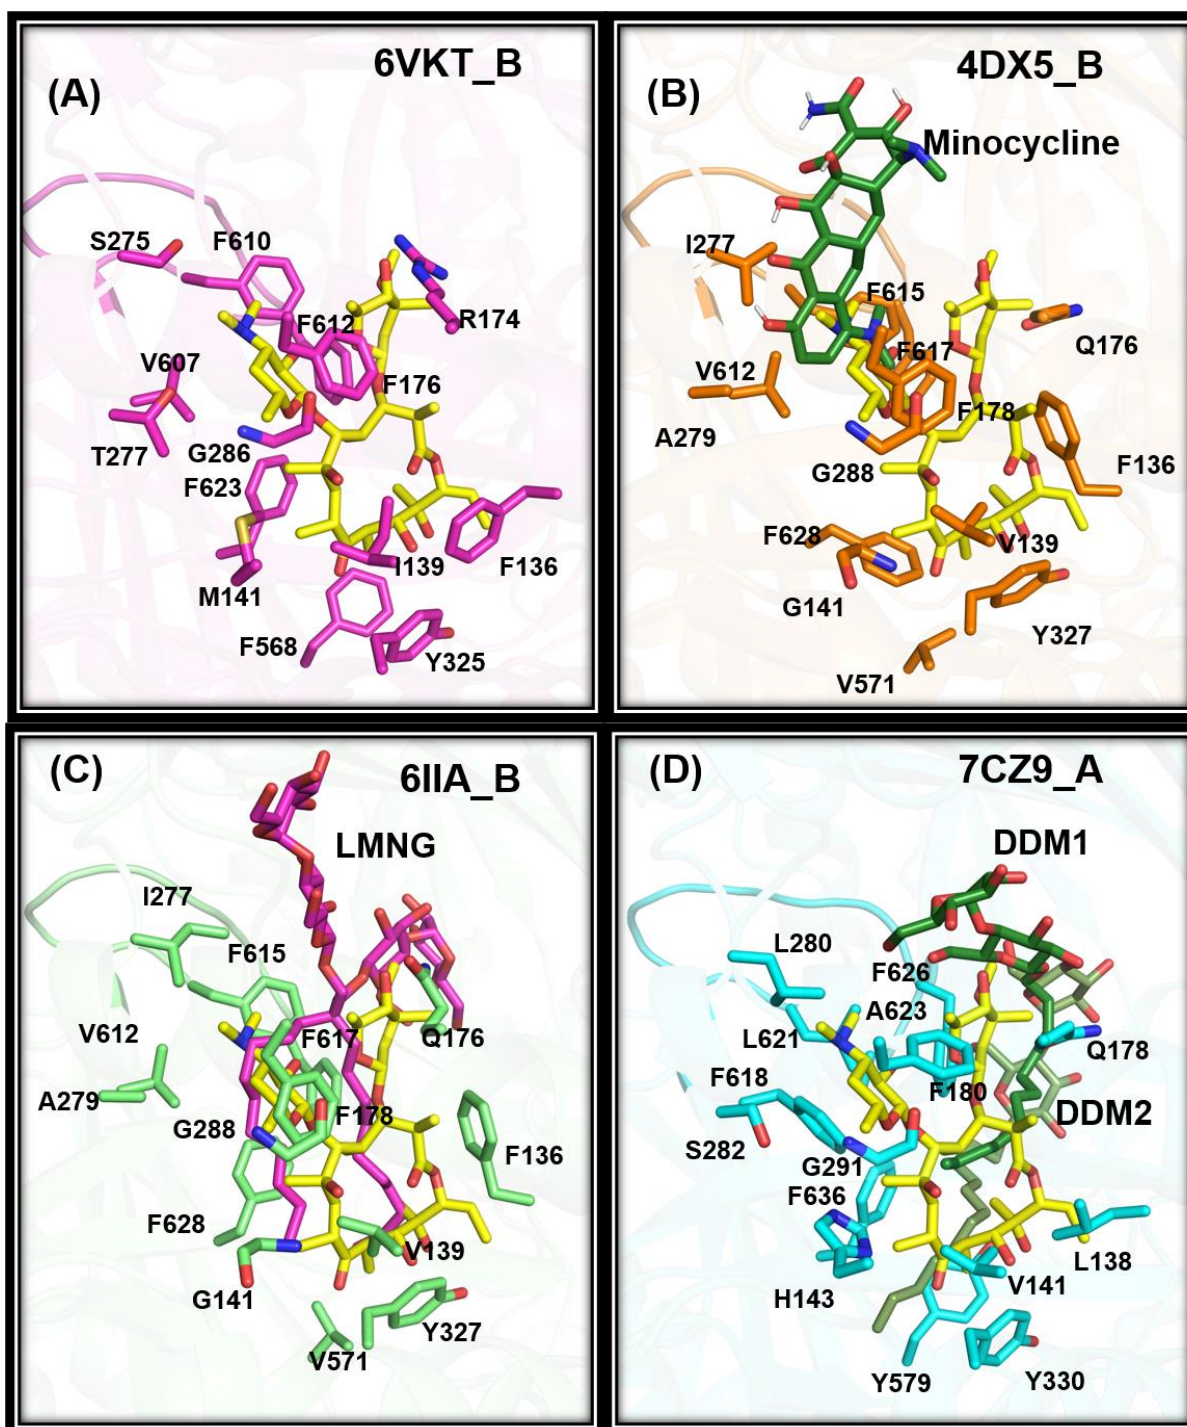 (A)
6VKT_B
S275
F610
R174
F612
V607
F176
T277
G286
F623
M141
I139
F136
F568
Y325
(B)
4DX5_B
Minocycline
I277
F615
Q176
F617
V612
F178
A279
G288
F136
F628
V139
G141
Y327
V571
(C)
6IIA_B
LMNG
I277
F615
V612
F617
Q176
A279
F178
G288
F136
F628
V139
G141
Y327
V571
(D)
7CZ9_A
DDM1
L280
F626
A623
L621
Q178
F618
F180
DDM2
S282
G291
F636
L138
V141
H143
Y579
Y330